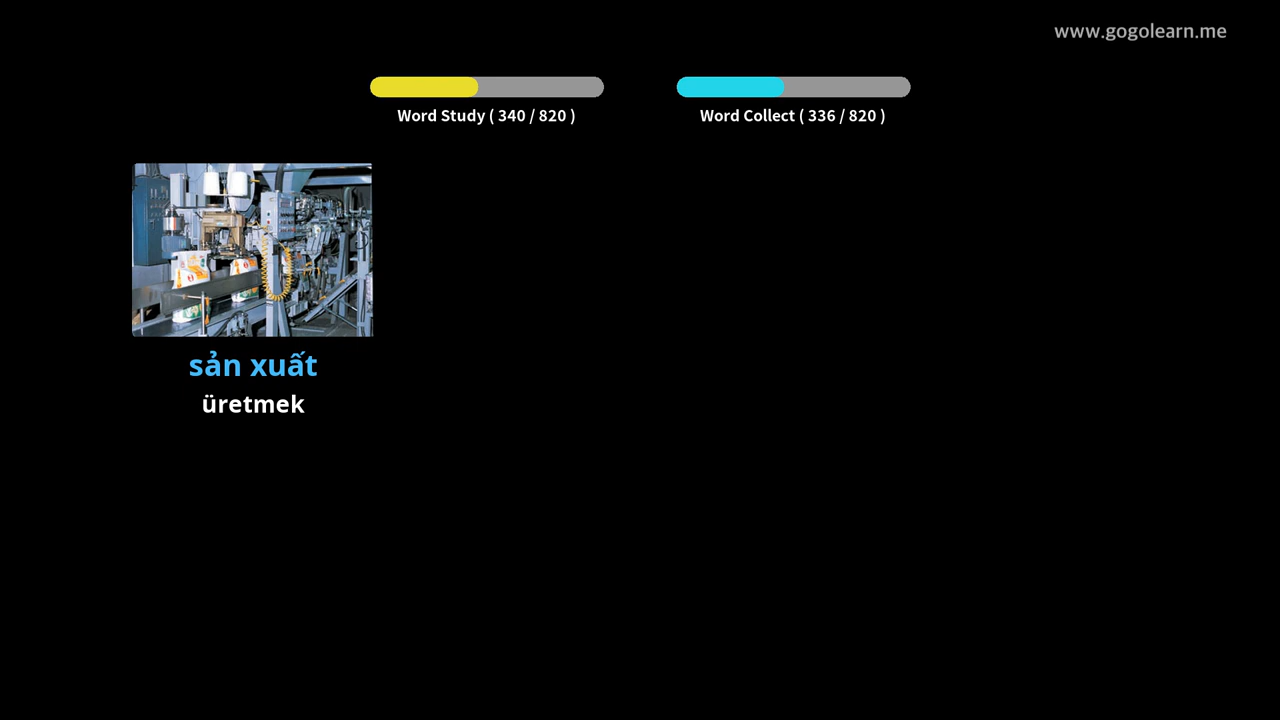 www.gogolearn.me
Word Study ( 340 / 820 )
Word Collect ( 336 / 820 )
sản xuất
üretmek